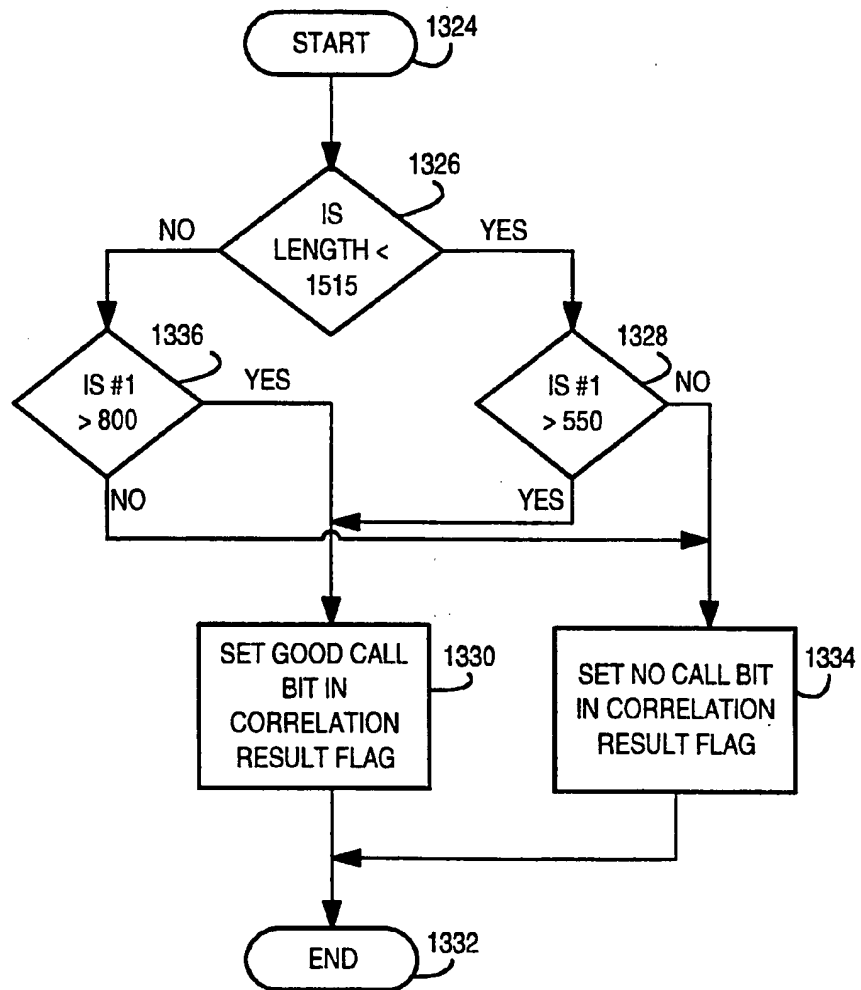 START
1324
1326
IS
LENGTH <
1515
NO
YES
1336
IS #1
> 800
YES
NO
1328
IS #1
> 550
NO
YES
SET GOOD CALL
BIT IN
CORRELATION
RESULT FLAG
1330
SET NO CALL BIT
IN CORRELATION
RESULT FLAG
1334
END
1332